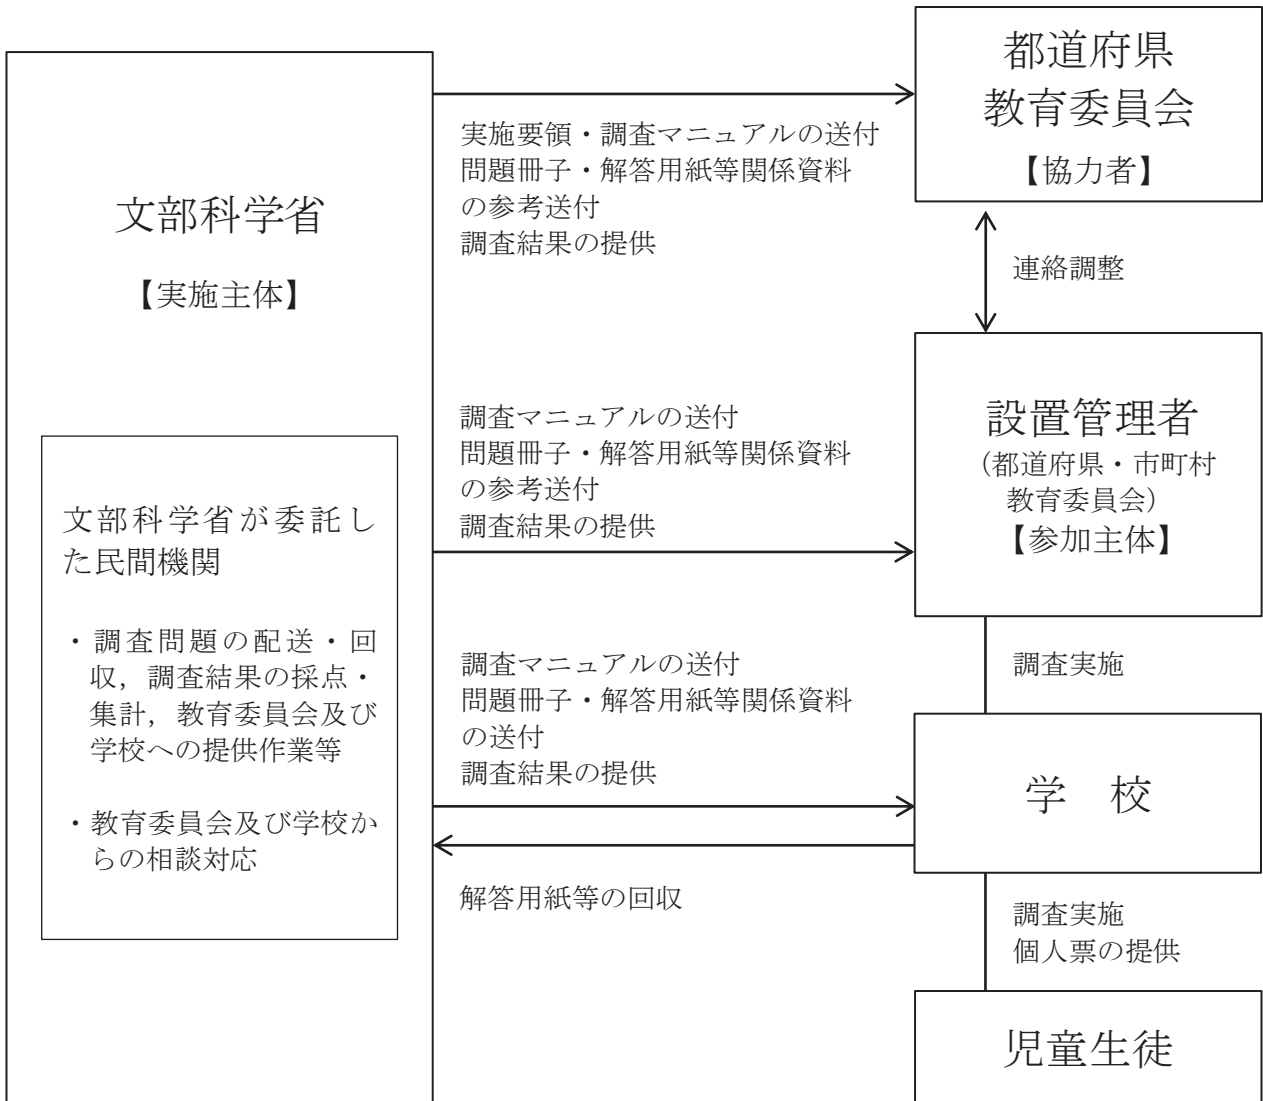 文部科学省
【実施主体】
文部科学省が委託し
た民間機関
・調査問題の配送・回
収，調査結果の採点・
集計，教育委員会及び
学校への提供作業等
・教育委員会及び学校か
らの相談対応
実施要領・調査マニュアルの送付
問題冊子・解答用紙等関係資料
の参考送付
調査結果の提供
都道府県
教育委員会
【協力者】
連絡調整
調査マニュアルの送付
問題冊子・解答用紙等関係資料
の参考送付
調査結果の提供
設置管理者
（都道府県・市町村
教育委員会）
【参加主体】
調査実施
調査マニュアルの送付
問題冊子・解答用紙等関係資料
の送付
調査結果の提供
学　校
解答用紙等の回収
調査実施
個人票の提供
児童生徒